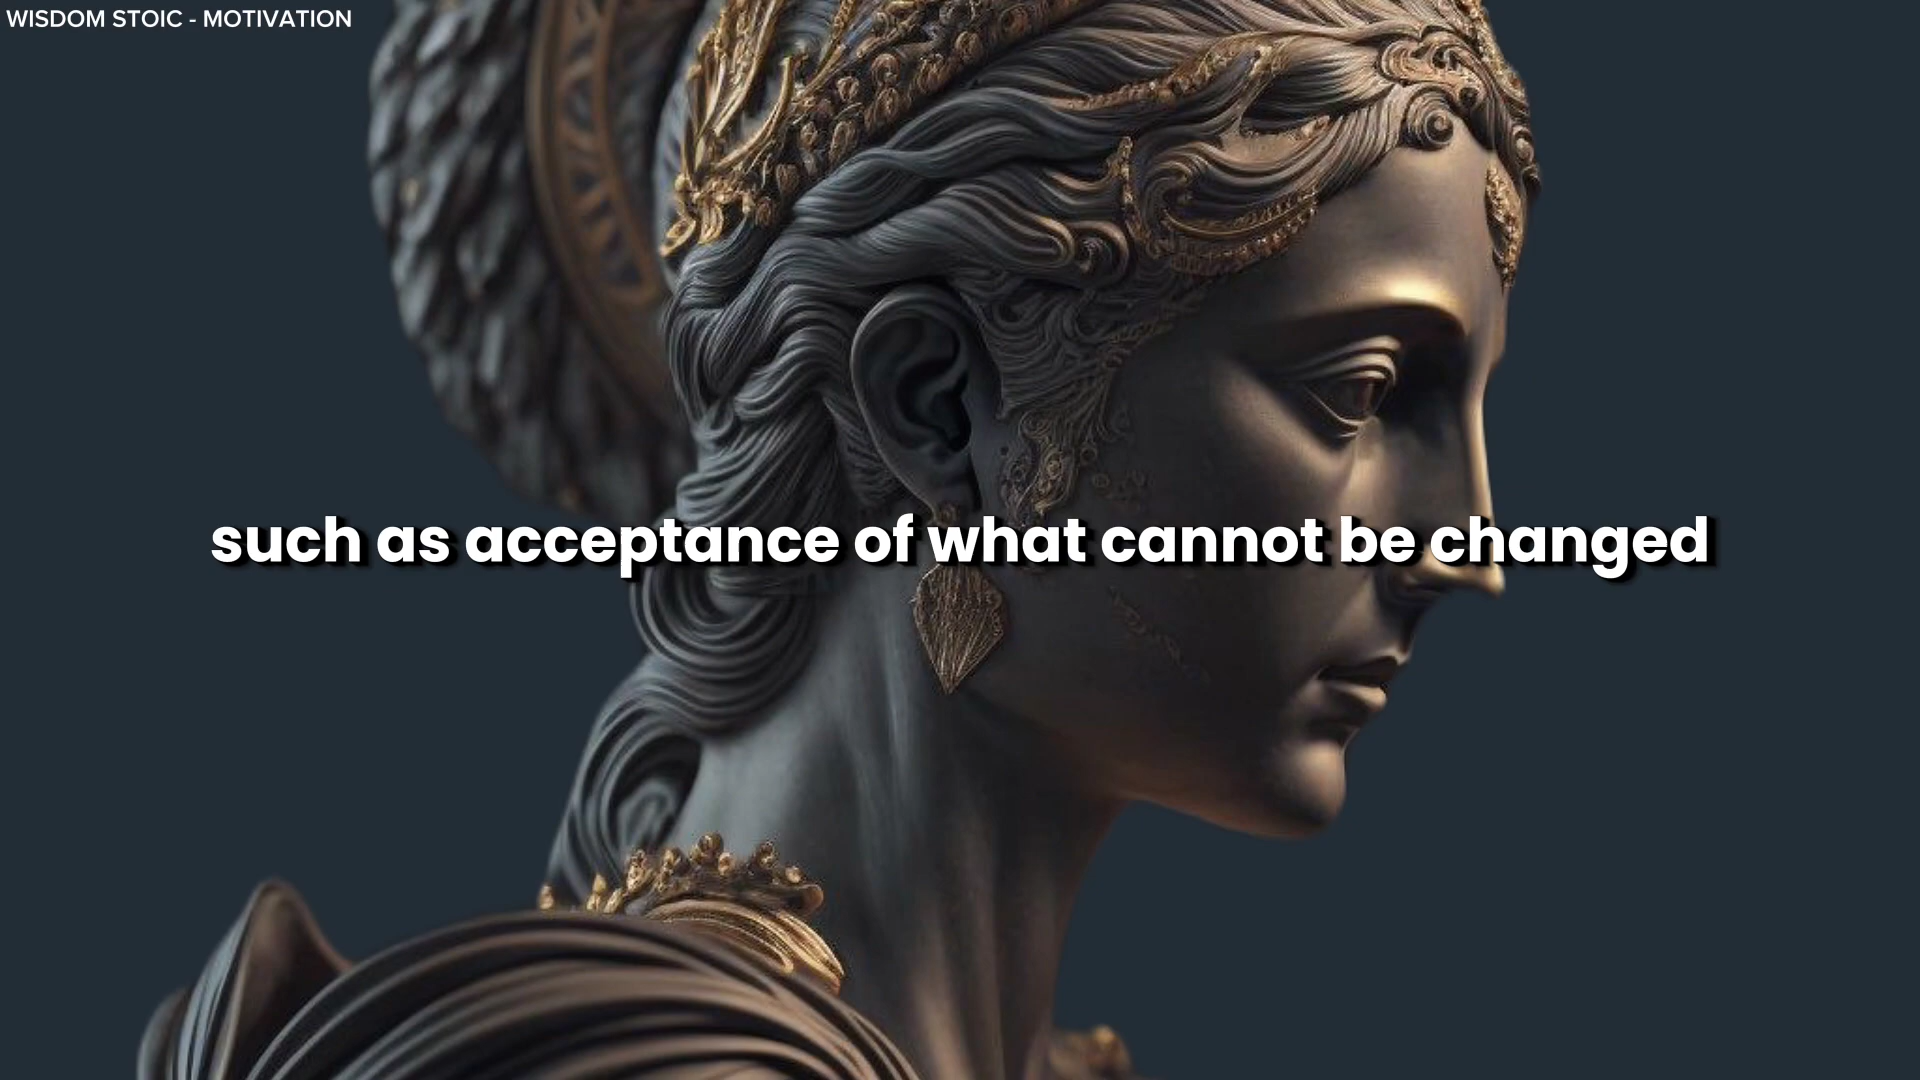 WISDOM STOIC - MOTIVATION
such as acceptance of what cannot be changed